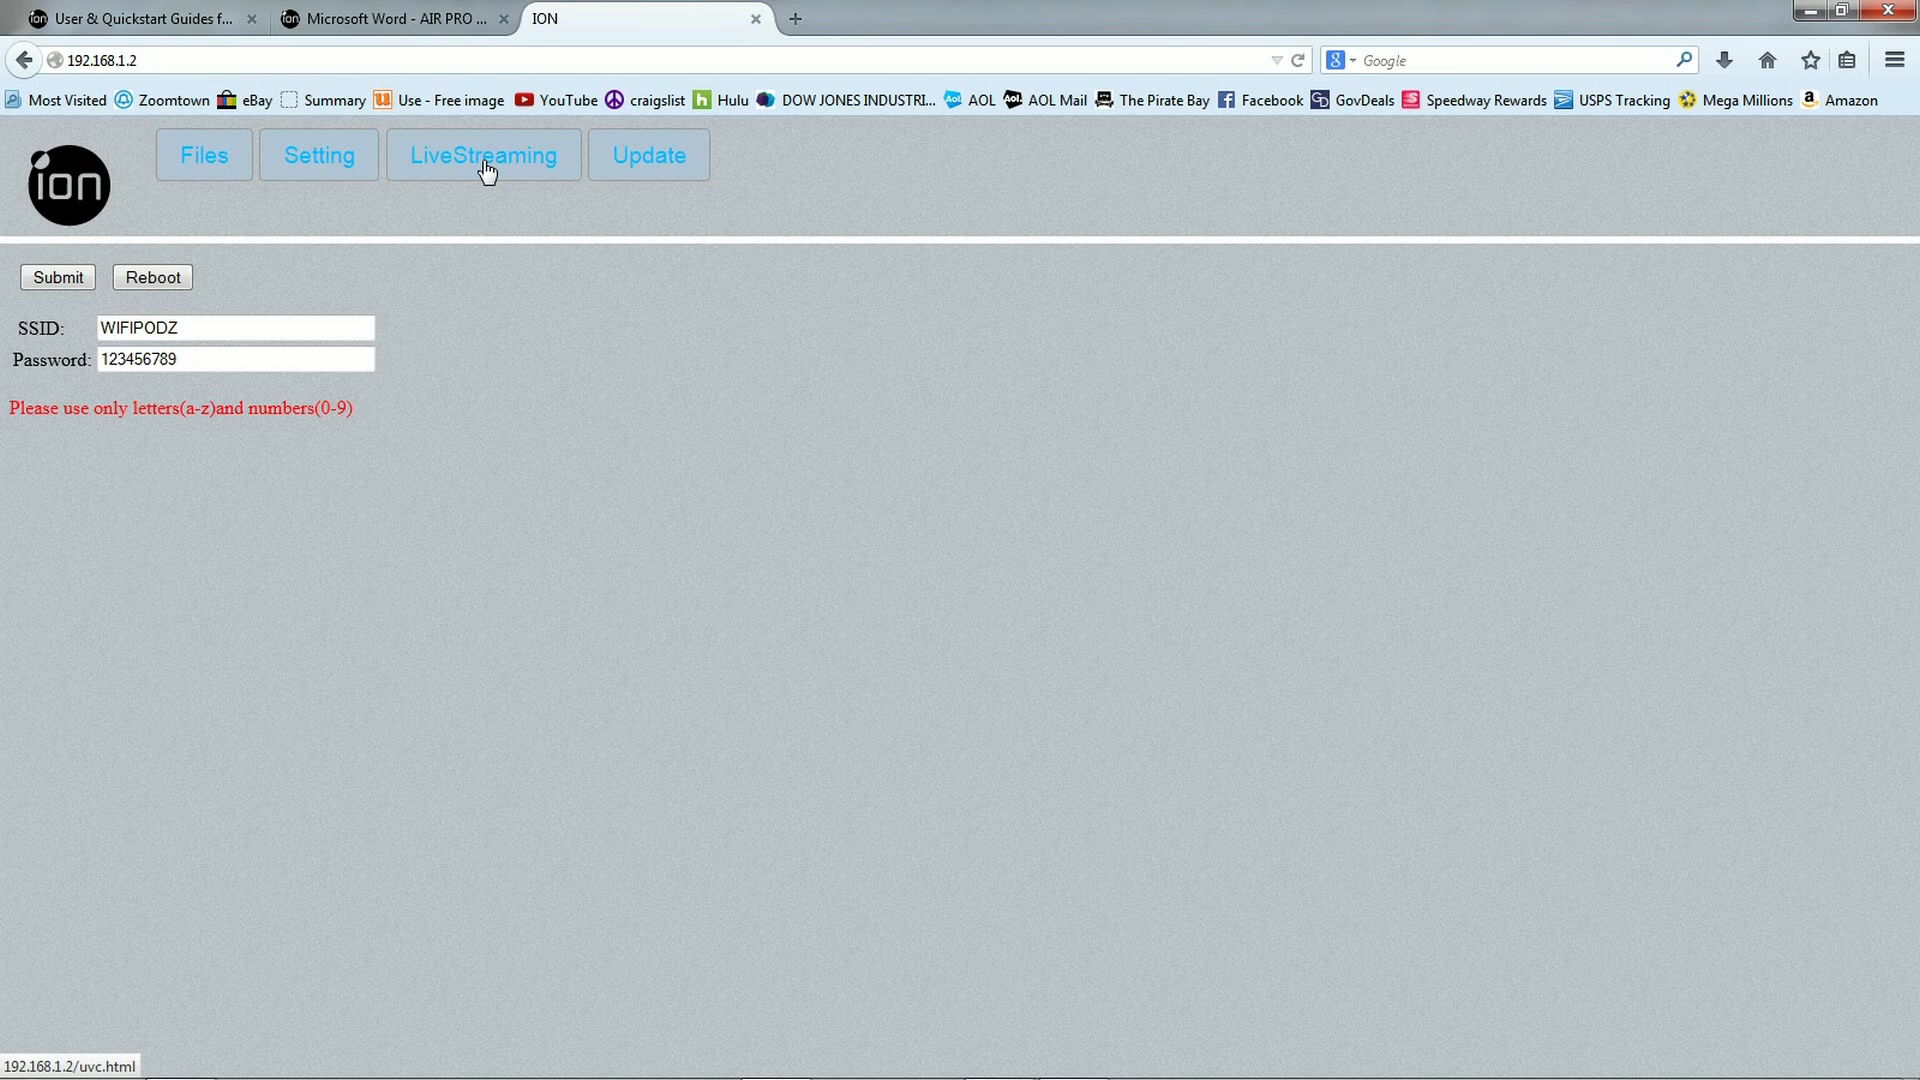 User & Quickstart Guides f... Microsoft Word - AIR PRO ... ION
192.168.1.2 Google
Most Visited Zoomtown eBay Summary Use - Free image YouTube craigslist Hulu DOW JONES INDUSTRI... AOL AOL Mail The Pirate Bay Facebook GovDeals Speedway Rewards USPS Tracking Mega Millions Amazon
Files Setting LiveStreaming Update
ion
Submit Reboot
SSID: WIFIPODZ
Password: 123456789
Please use only letters(a-z)and numbers(0-9)
192.168.1.2/uvc.html